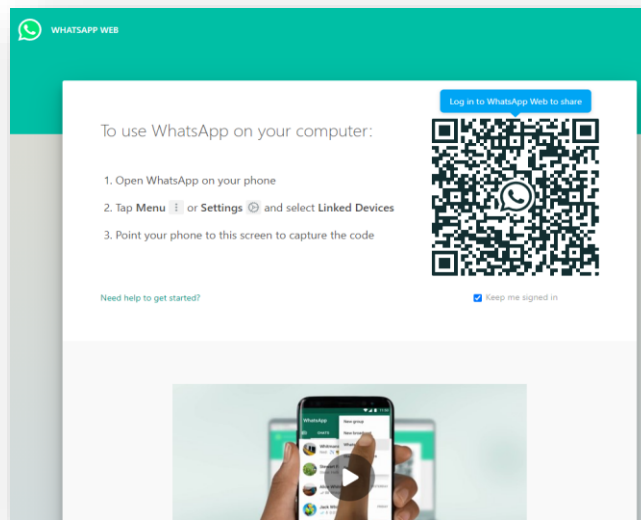 WHATSAPP WEB
Log in to WhatsApp Web to share
To use WhatsApp on your computer:
1. Open WhatsApp on your phone
2. Tap Menu or Settings and select Linked Devices
3. Point your phone to this screen to capture the code
Need help to get started?
Keep me signed in
WhatsApp
New group
New broadcast
CHATS